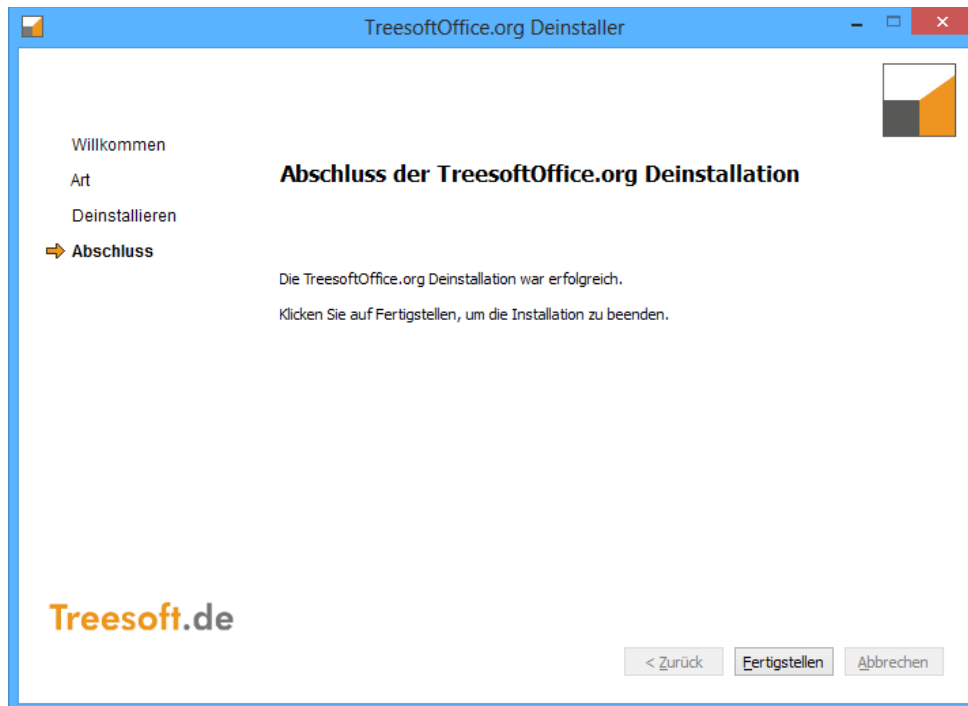 TreesoftOffice.org Deinstaller
Willkommen
Art
Deinstallieren
Abschluss
Abschluss der TreesoftOffice.org Deinstallation
Die TreesoftOffice.org Deinstallation war erfolgreich.
Klicken Sie auf Fertigstellen, um die Installation zu beenden.
Treesoft.de
< Zurück
Fertigstellen
Abbrechen